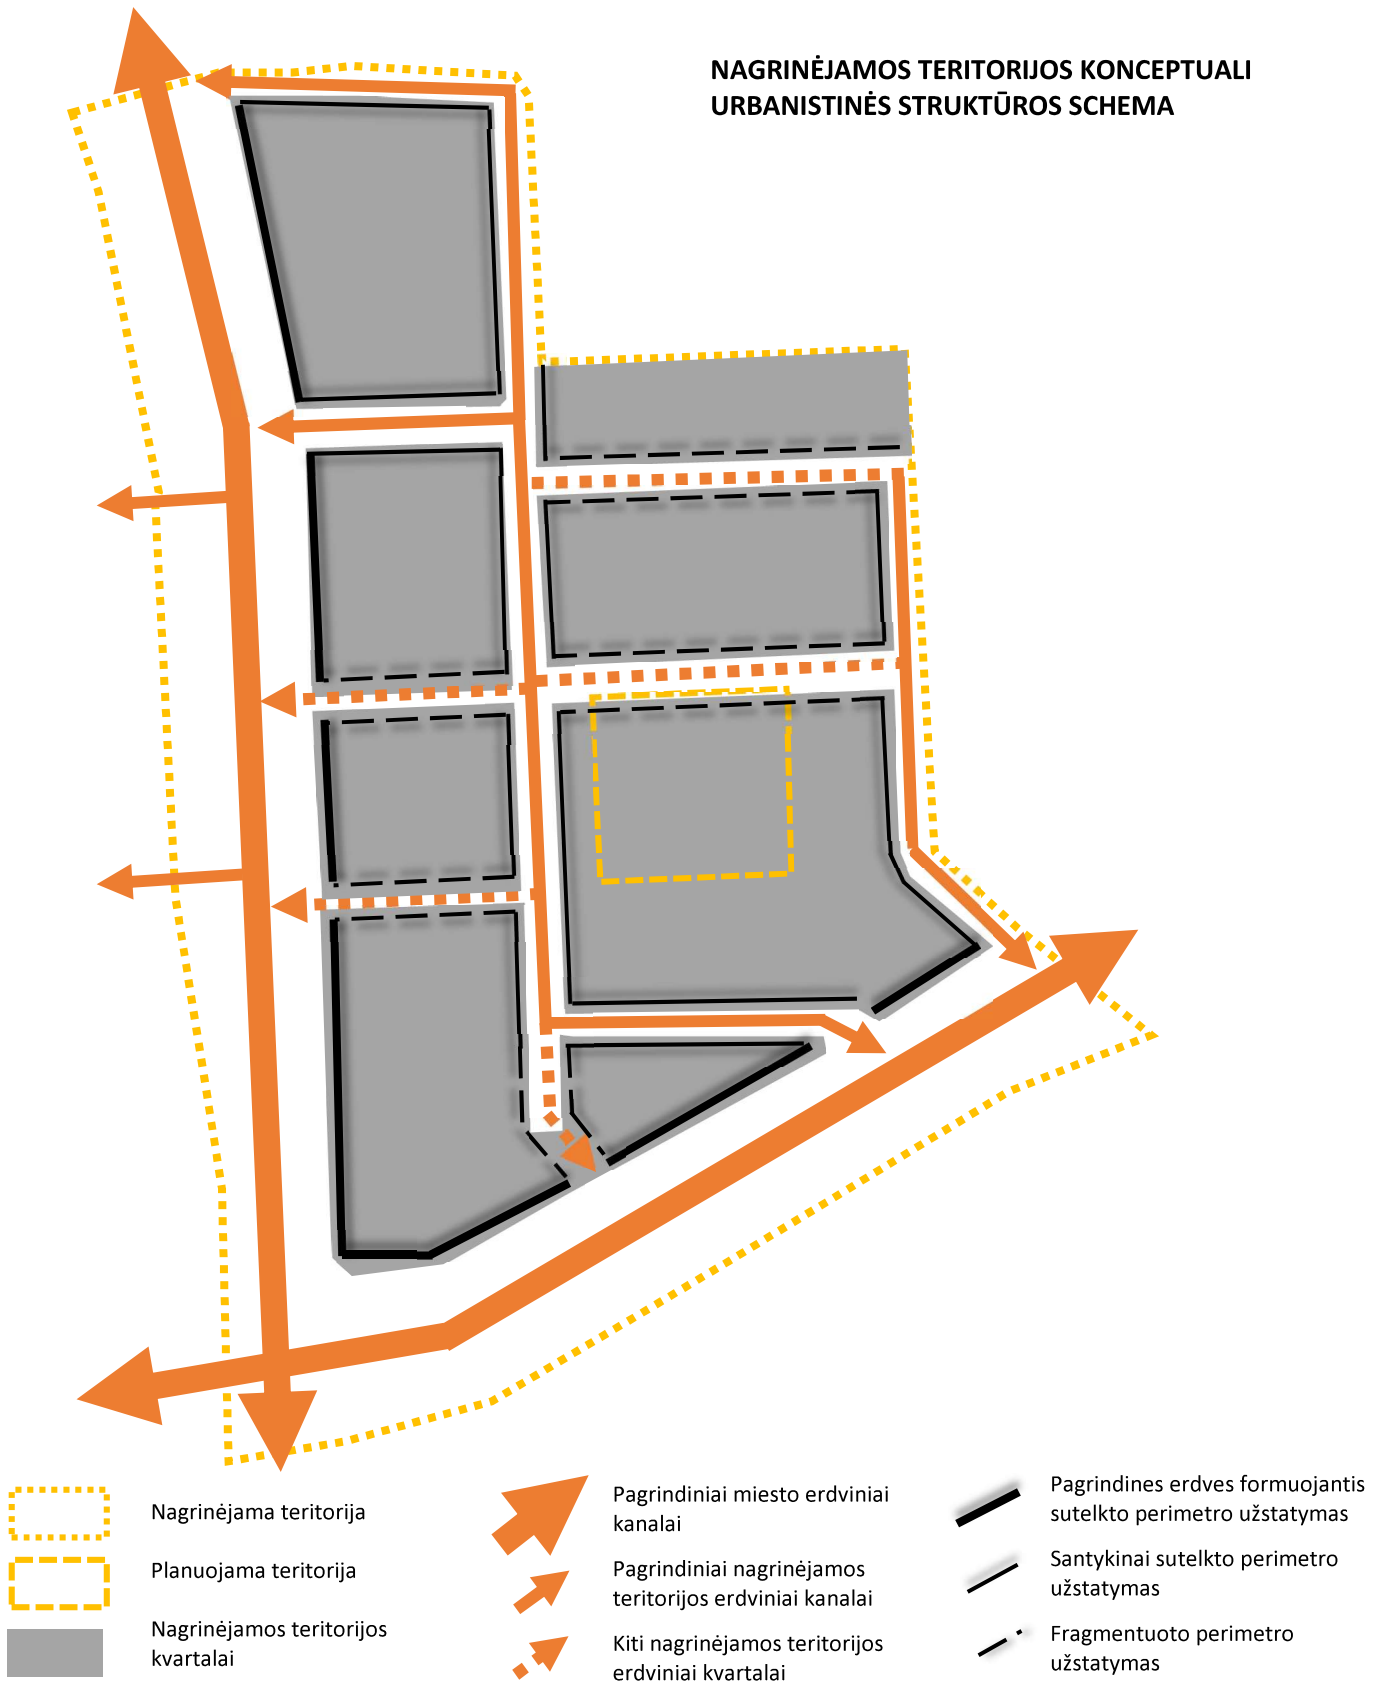 NAGRINĖJAMOS TERITORIJOS KONCEPTUALI
URBANISTINĖS STRUKTŪROS SCHEMA
Nagrinėjama teritorija
Planuojama teritorija
Nagrinėjamos teritorijos
kvartalai
Pagrindiniai miesto erdviniai
kanalai
Pagrindiniai nagrinėjamos
teritorijos erdviniai kanalai
Kiti nagrinėjamos teritorijos
erdviniai kvartalai
Pagrindines erdves formuojantis
sutelkto perimetro užstatymas
Santykinai sutelkto perimetro
užstatymas
Fragmentuoto perimetro
užstatymas